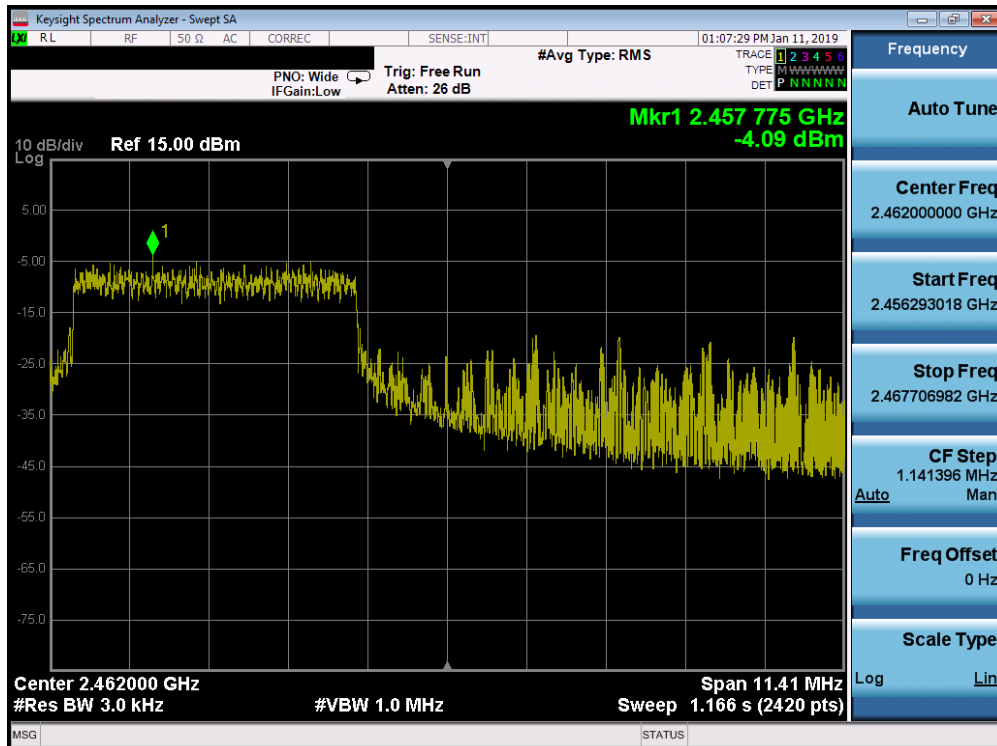 Keysight Spectrum Analyzer - Swept SA
LXI RL RF 50 Ω AC CORREC SENSE:INT 01:07:29 PM Jan 11, 2019
#Avg Type: RMS
TRACE 1 2 3 4 5 6
PNO: Wide Trig: Free Run TYPE M W W W W W
IFGain:Low Atten: 26 dB DET P N N N N N
Mkr1 2.457 775 GHz
-4.09 dBm
10 dB/div Ref 15.00 dBm
Log
5.00
1
-5.00
-15.0
-25.0
-35.0
-45.0
-55.0
-65.0
-75.0
Center 2.462000 GHz Span 11.41 MHz
#Res BW 3.0 kHz #VBW 1.0 MHz Sweep 1.166 s (2420 pts)
MSG STATUS
Frequency
Auto Tune
Center Freq
2.462000000 GHz
Start Freq
2.456293018 GHz
Stop Freq
2.467706982 GHz
CF Step
1.141396 MHz
Auto Man
Freq Offset
0 Hz
Scale Type
Log Lin